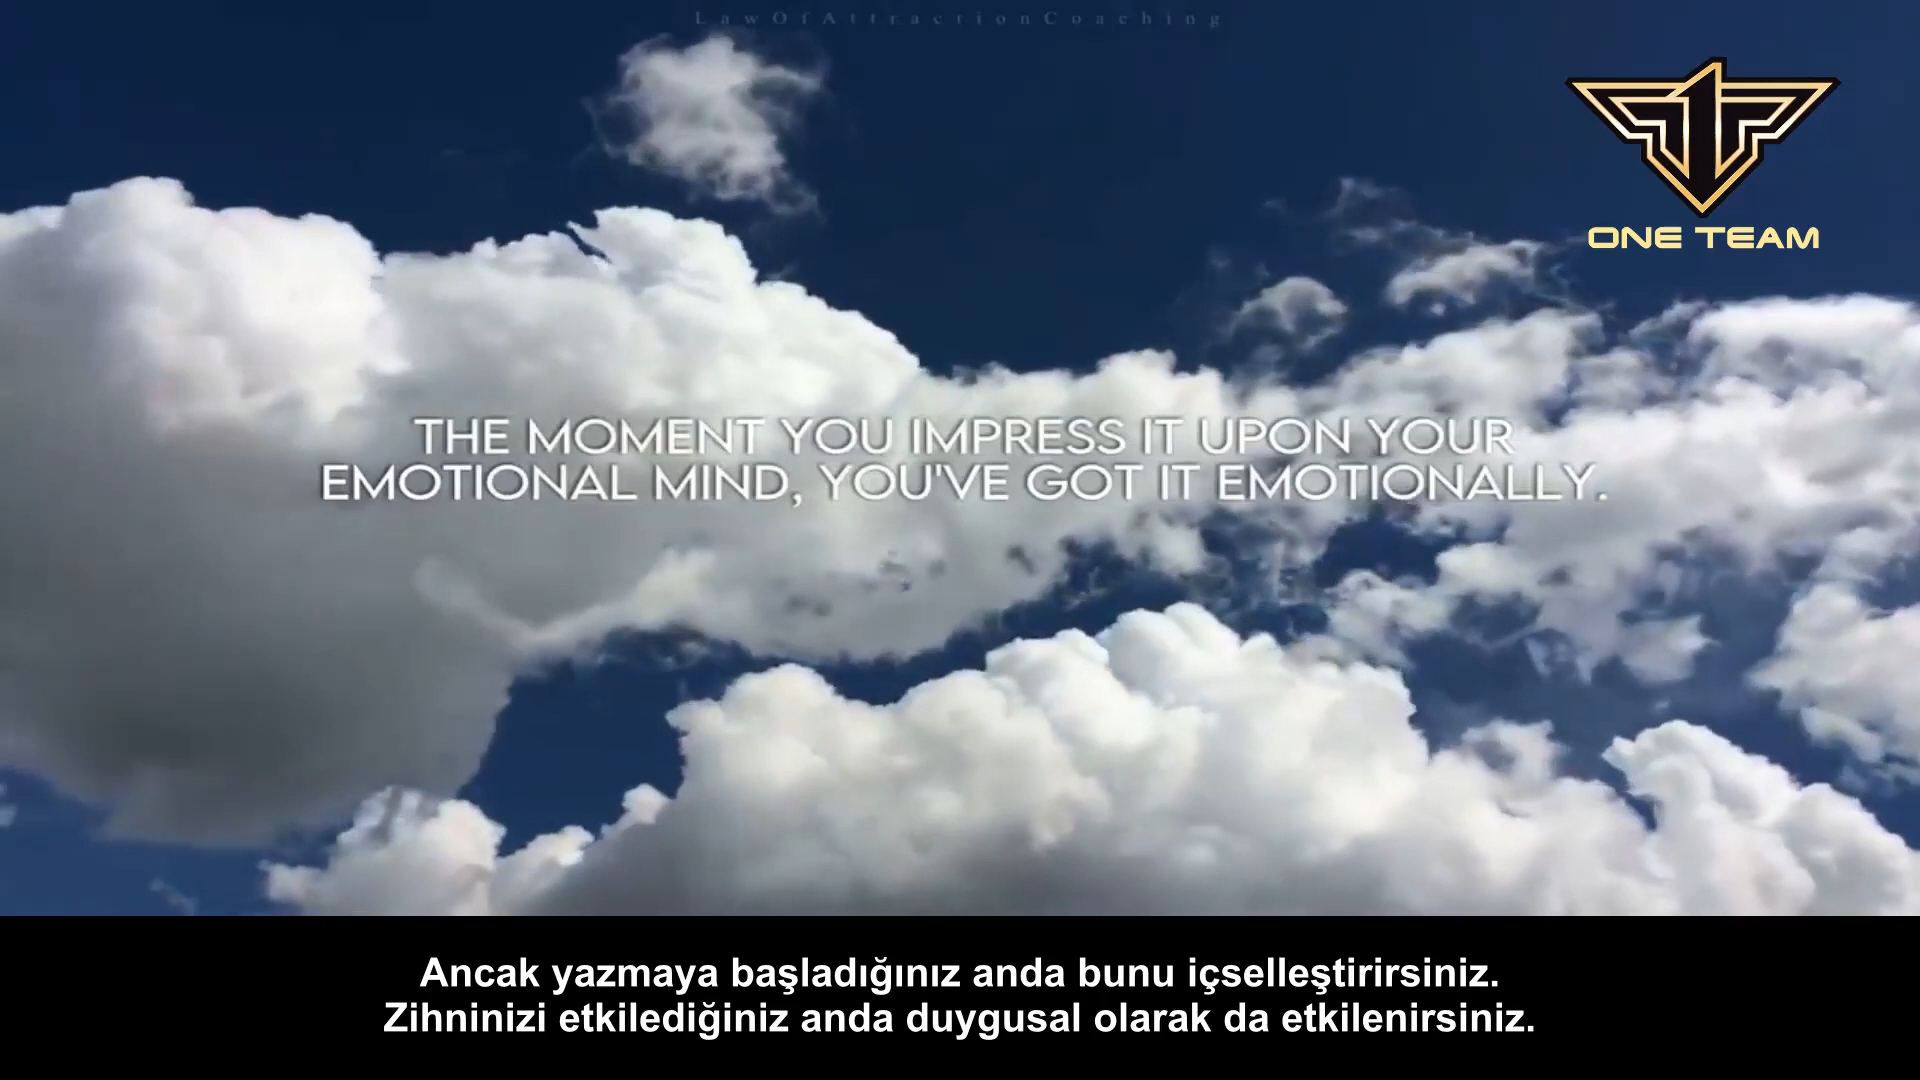 LawOfAttractionCoaching
ONE TEAM
THE MOMENT YOU IMPRESS IT UPON YOUR
EMOTIONAL MIND, YOU'VE GOT IT EMOTIONALLY.
Ancak yazmaya başladığınız anda bunu içselleştirirsiniz.
Zihninizi etkilediğiniz anda duygusal olarak da etkilenirsiniz.